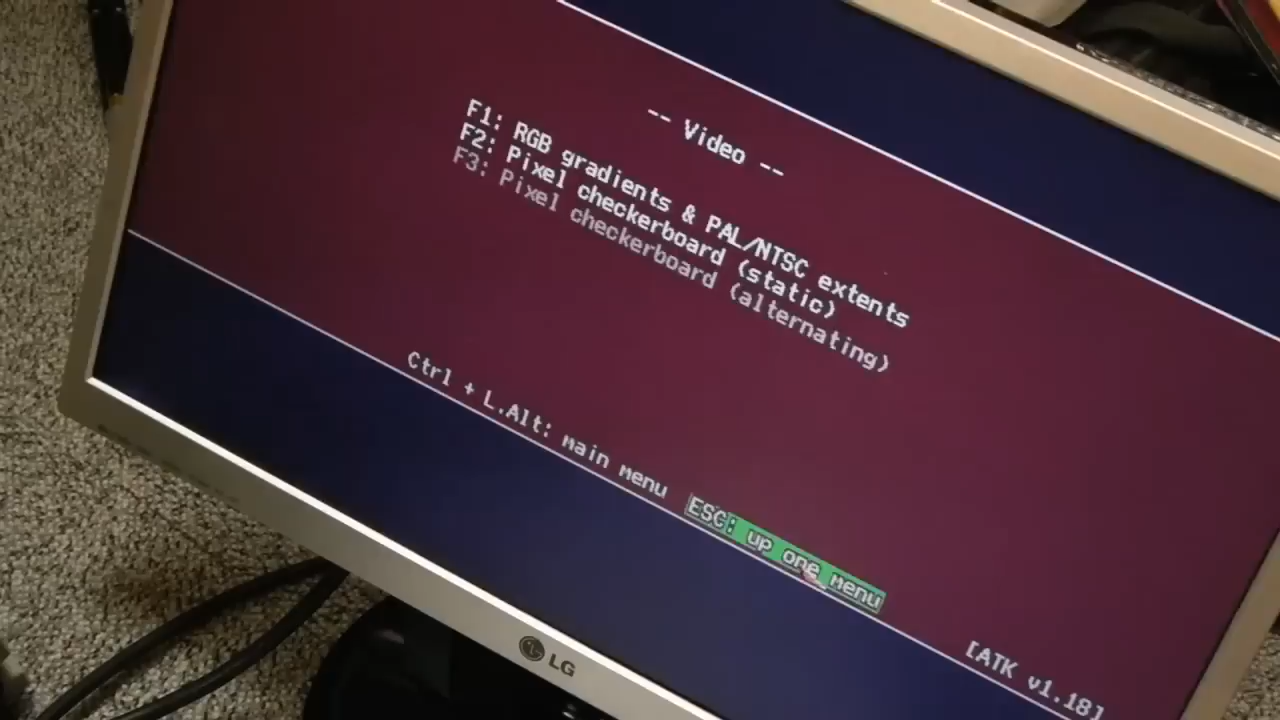 -- Video --
F1: RGB gradients & PAL/NTSC extents
F2: Pixel checkerboard (static)
F3: Pixel checkerboard (alternating)
Ctrl + L.Alt: main menu ESC: up one menu
[ATK v1.18]
LG